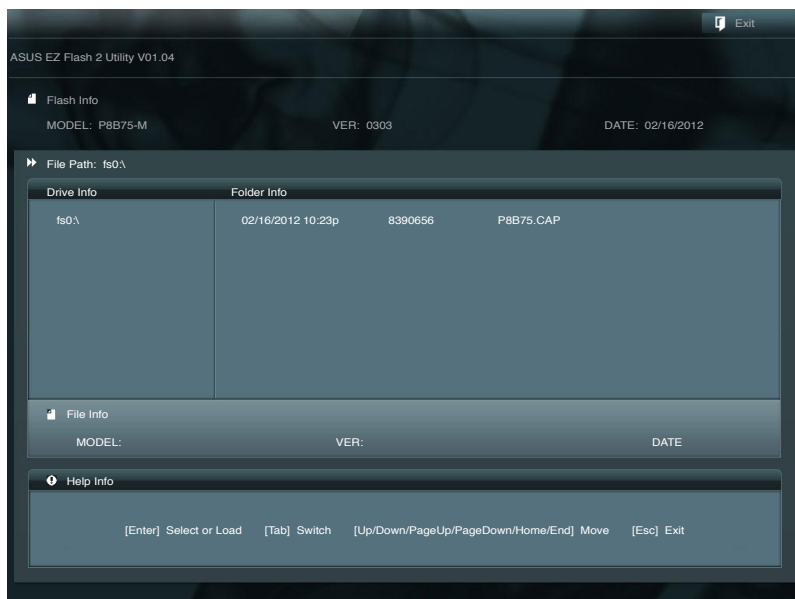 Exit
ASUS EZ Flash 2 Utility V01.04
Flash Info
MODEL: P8B75-M VER: 0303 DATE: 02/16/2012
File Path: fs0:\
Drive Info Folder Info
fs0:\ 02/16/2012 10:23p 8390656 P8B75.CAP
File Info
MODEL: VER: DATE
Help Info
[Enter] Select or Load [Tab] Switch [Up/Down/PageUp/PageDown/Home/End] Move [Esc] Exit